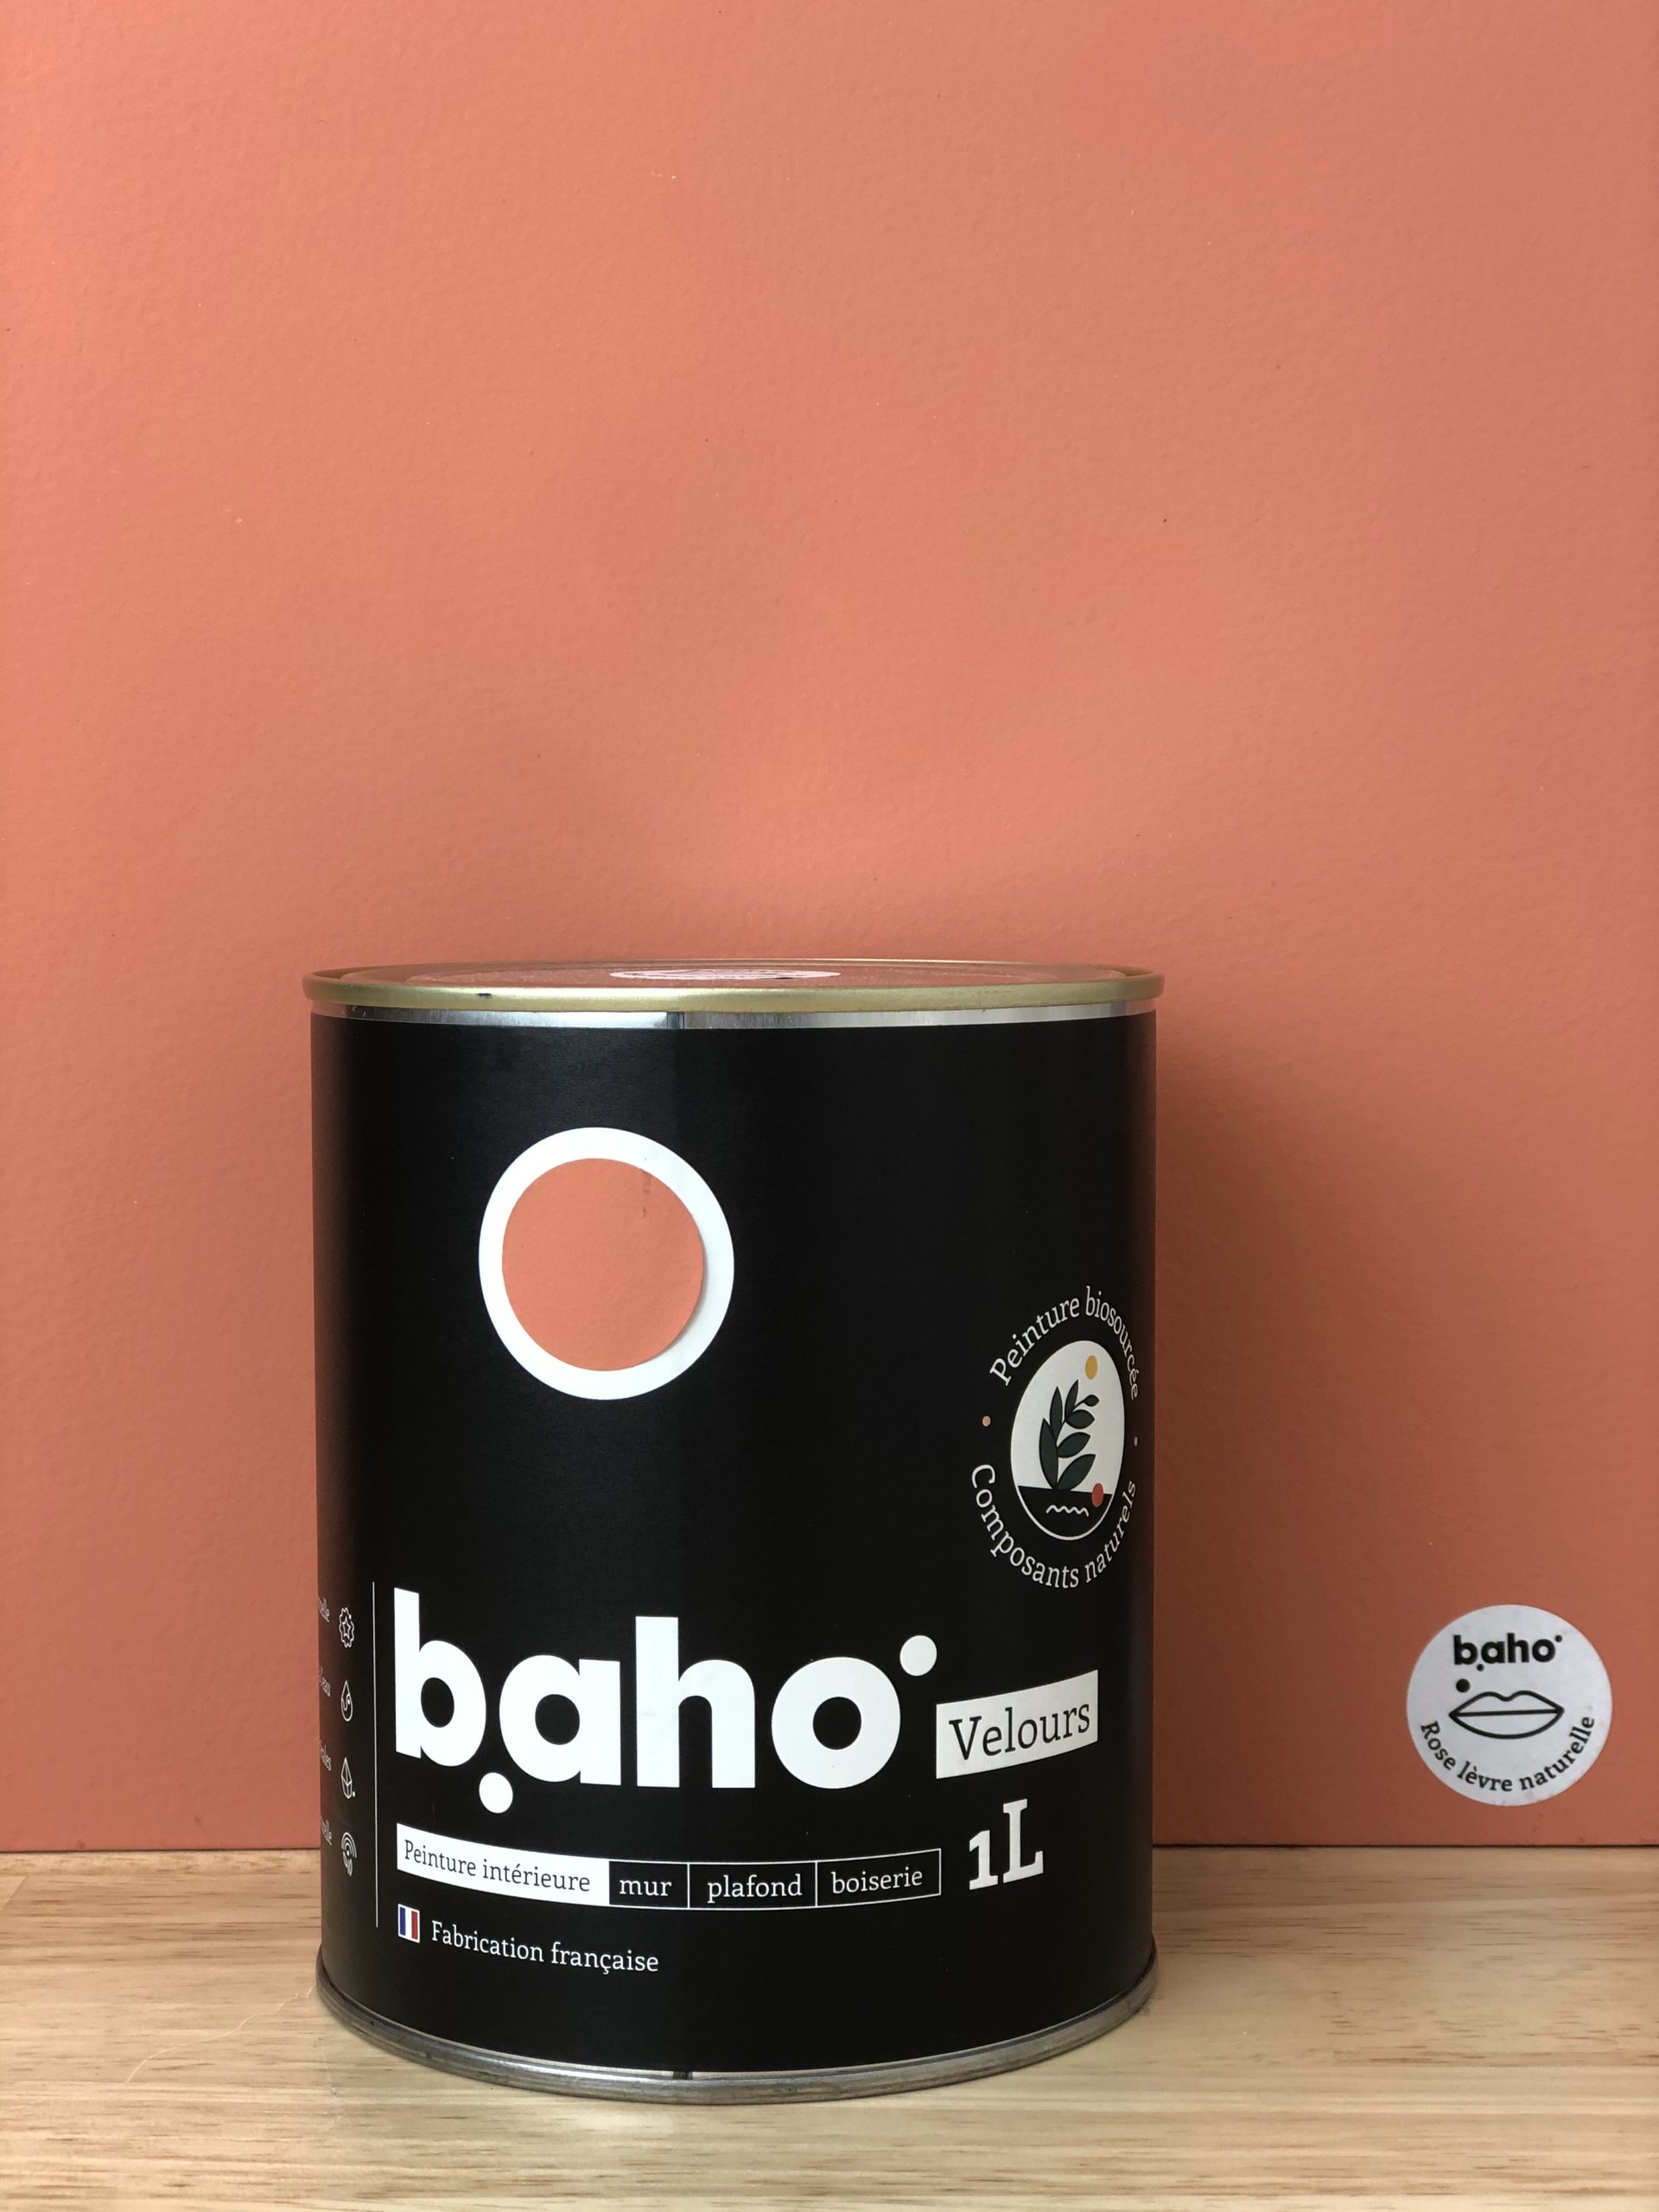 Peinture biosourcée
Composants naturels
baho
Velours
1L
Peinture intérieure mur plafond boiserie
Fabrication française
baho
Rose lèvre naturelle